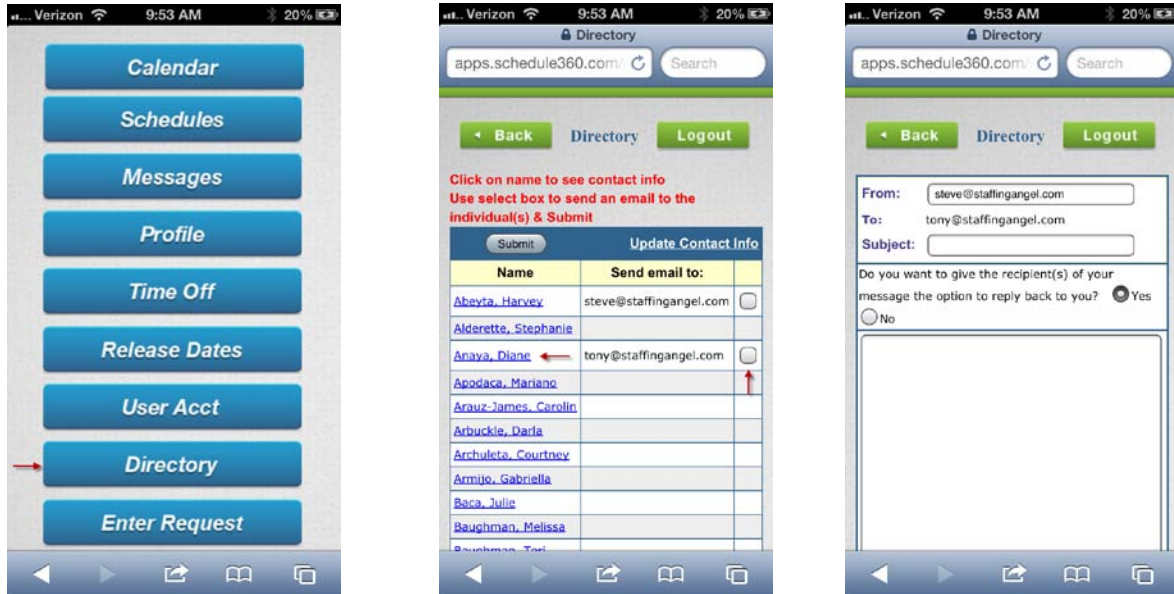 Verizon 9:53 AM 20%
Calendar
Schedules
Messages
Profile
Time Off
Release Dates
User Acct
Directory
Enter Request
Verizon 9:53 AM 20%
Directory
apps.schedule360.com/ Search
Back Directory Logout
Click on name to see contact info
Use select box to send an email to the
individual(s) & Submit
Submit Update Contact Info
Name Send email to:
Abeyta, Harvey steve@staffingangel.com
Alderette, Stephanie
Anaya, Diane tony@staffingangel.com
Apodaca, Mariano
Arauz-James, Carolin
Arbuckle, Darla
Archuleta, Courtney
Armijo, Gabriella
Baca, Julie
Baughman, Melissa
Baughman, Teri
Verizon 9:53 AM 20%
Directory
apps.schedule360.com/ Search
Back Directory Logout
From: steve@staffingangel.com
To: tony@staffingangel.com
Subject:
Do you want to give the recipient(s) of your
message the option to reply back to you? Yes
No